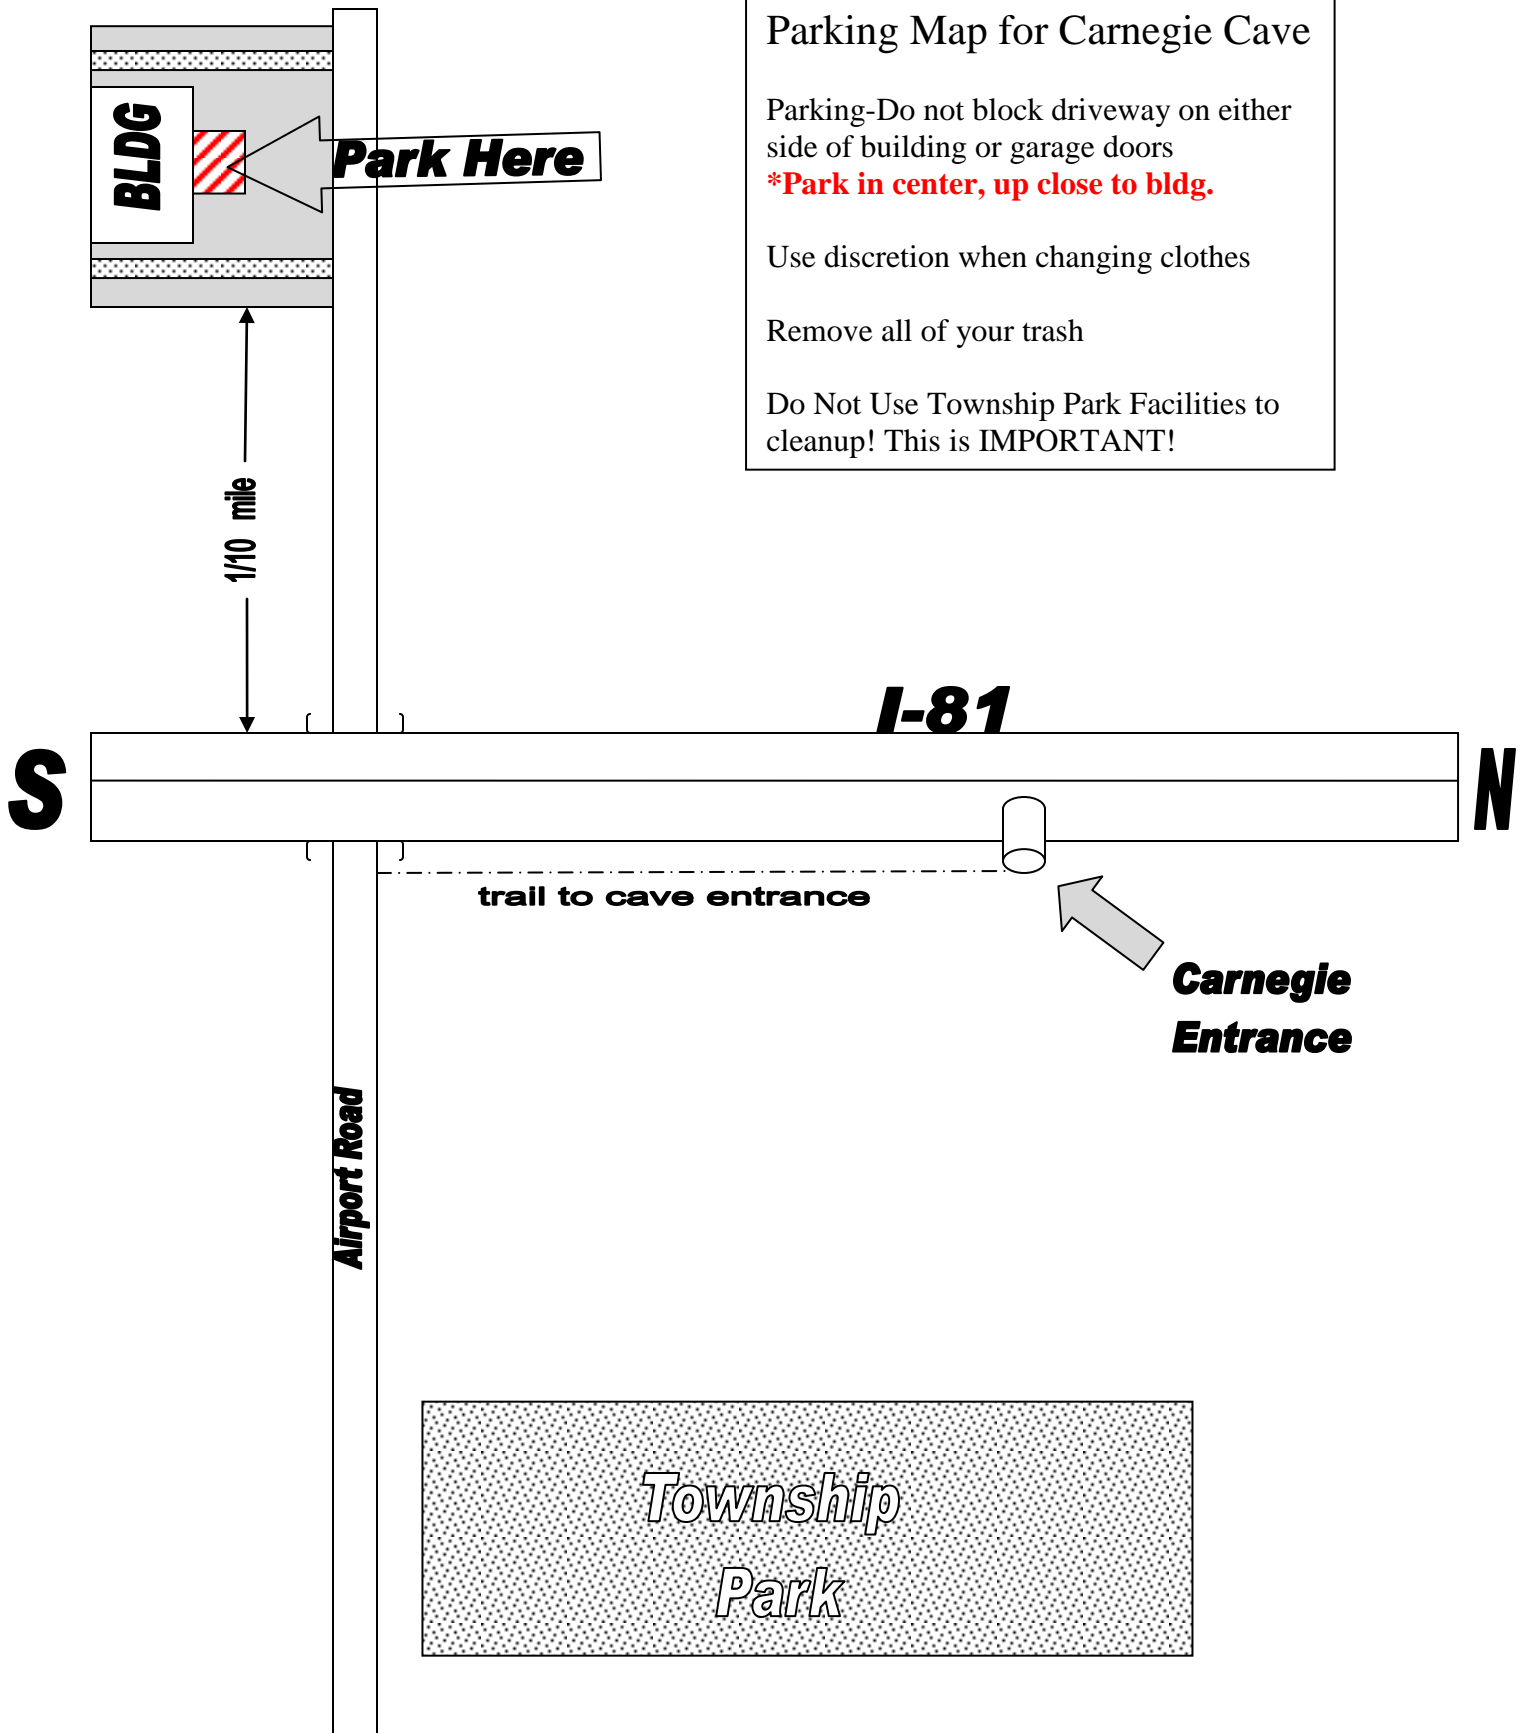 Parking Map for Carnegie Cave
Parking-Do not block driveway on either
side of building or garage doors
*Park in center, up close to bldg.
Use discretion when changing clothes
Remove all of your trash
Do Not Use Township Park Facilities to
cleanup! This is IMPORTANT!
BLDG
Park Here
1/10 mile
I-81
S
N
trail to cave entrance
Carnegie
Entrance
Airport Road
Township
Park